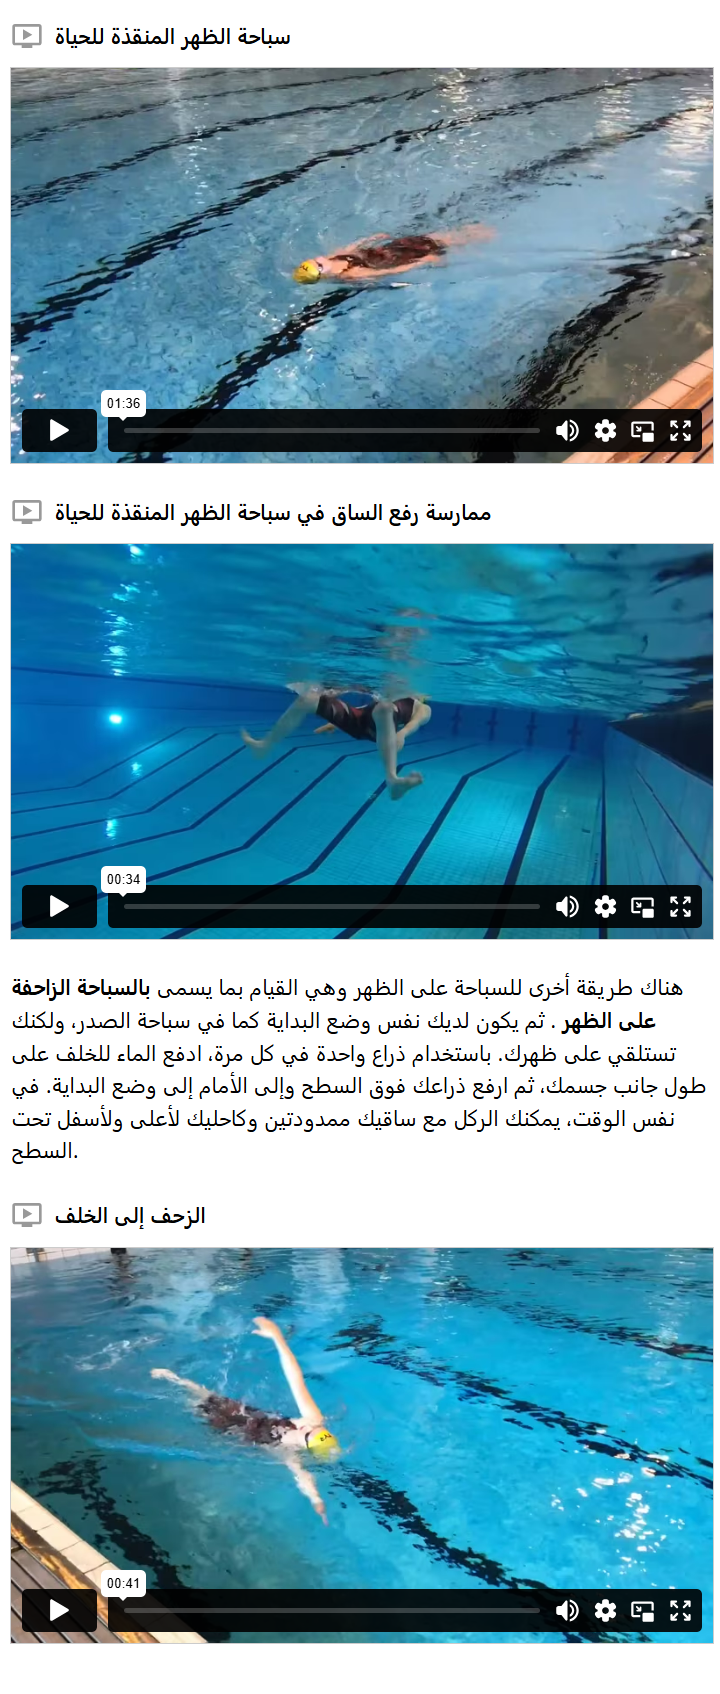 سباحة الظهر المنقذة للحياة
01:36
ممارسة رفع الساق في سباحة الظهر المنقذة للحياة
00:34
هناك طريقة أخرى للسباحة على الظهر وهي القيام بما يسمى بالسباحة الزاحفة
على الظهر . ثم يكون لديك نفس وضع البداية كما في سباحة الصدر، ولكنك
تستلقي على ظهرك. باستخدام ذراع واحدة في كل مرة، ادفع الماء للخلف على
طول جانب جسمك، ثم ارفع ذراعك فوق السطح وإلى الأمام إلى وضع البداية. في
نفس الوقت، يمكنك الركل مع ساقيك ممدودتين وكاحليك لأعلى ولأسفل تحت
السطح.
الزحف إلى الخلف
00:41